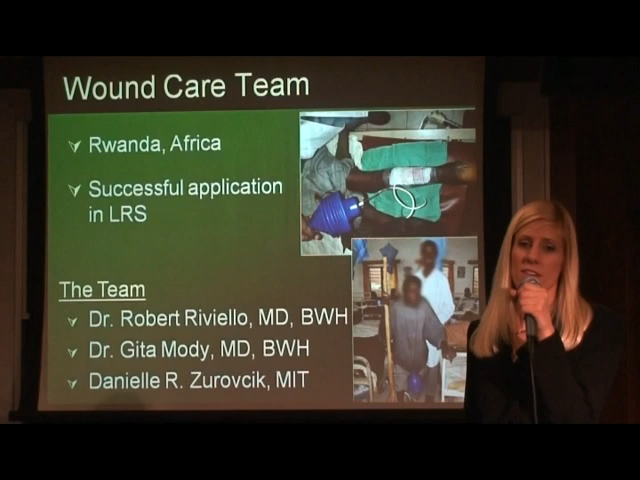 Wound Care Team
Rwanda, Africa
Successful application
in LRS
The Team
Dr. Robert Riviello, MD, BWH
Dr. Gita Mody, MD, BWH
Danielle R. Zurovcik, MIT